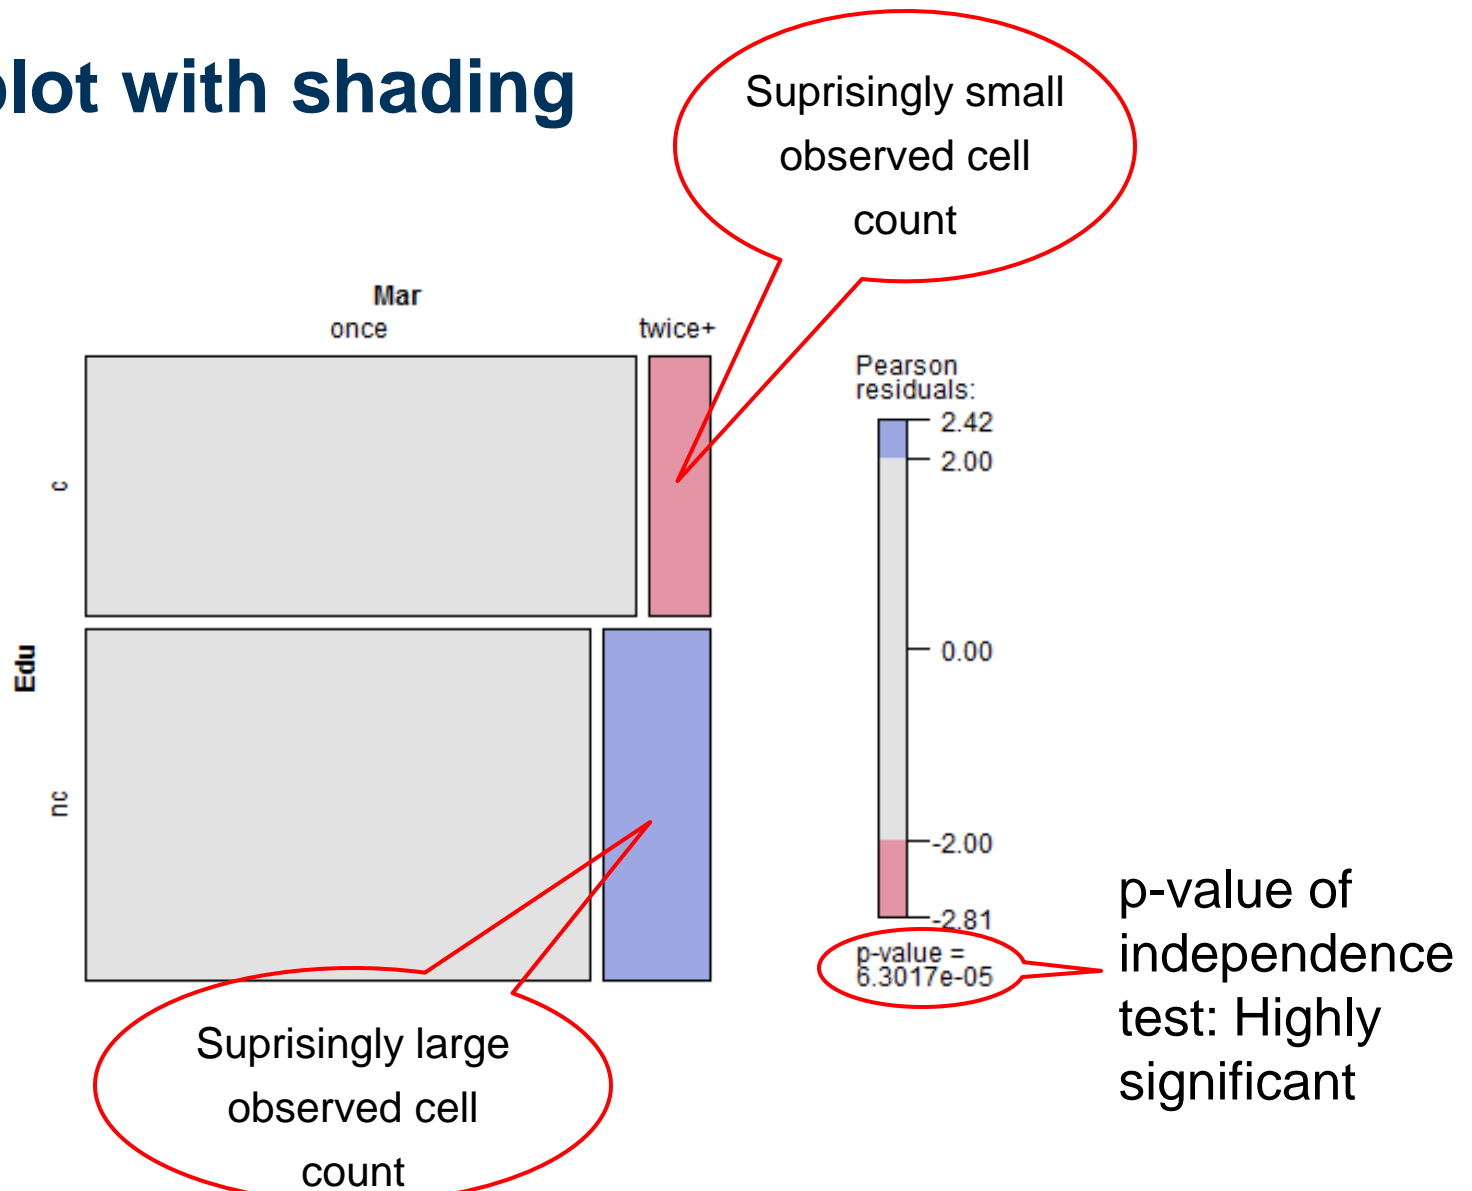 plot with shading
Suprisingly small
observed cell
count
Mar
once twice+
Pearson
residuals:
2.42
2.00
0.00
-2.00
-2.81
p-value =
6.3017e-05
c
Edu
nc
p-value of
independence
test: Highly
significant
Suprisingly large
observed cell
count